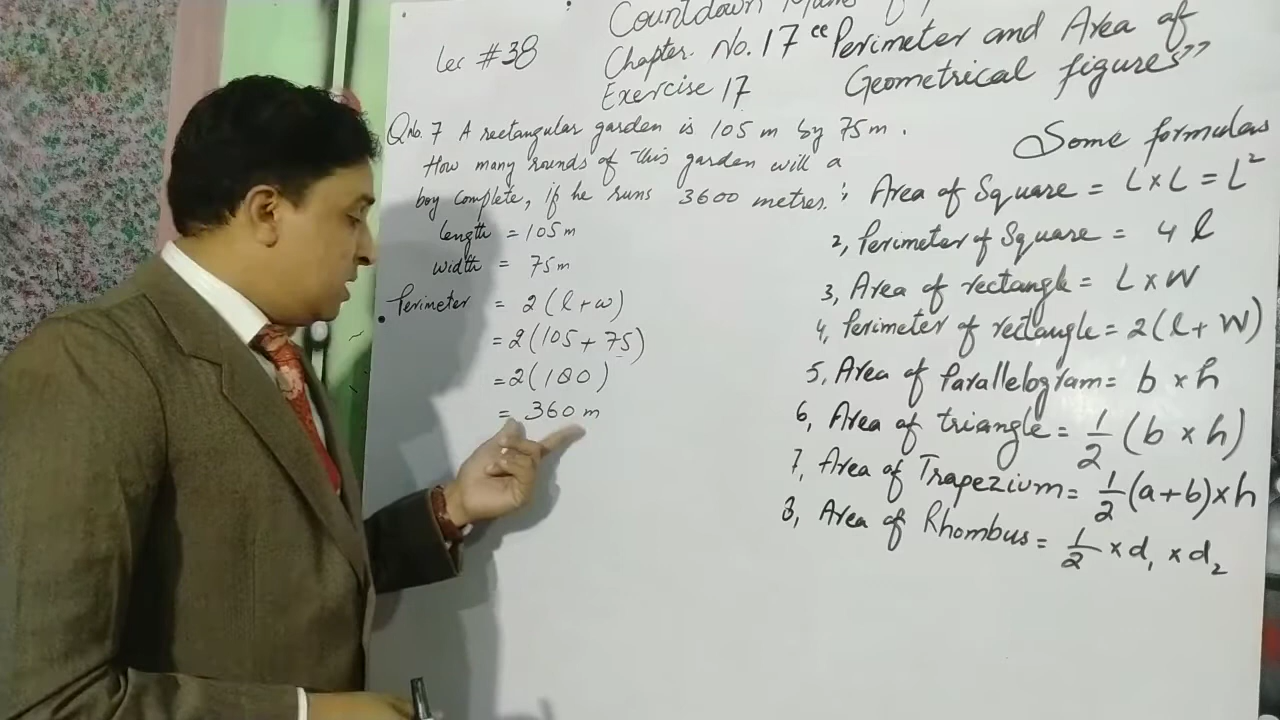 Lec #38
Countdown
Chapter. No. 17 "Perimeter and Area of
Exercise 17 Geometrical figures"
Q No. 7 A rectangular garden is 105 m by 75 m.
How many rounds of this garden will a
boy complete, if he runs 3600 metres.
length = 105 m
width = 75 m
Perimeter = 2 (l + w)
= 2 (105 + 75)
= 2 (180)
= 360 m
Some formulas
1, Area of Square = L × L = L²
2, Perimeter of Square = 4 l
3, Area of rectangle = L × W
4, Perimeter of rectangle = 2 (l + W)
5, Area of Parallelogram = b × h
6, Area of triangle = 1/2 (b × h)
7, Area of Trapezium = 1/2 (a + b) × h
8, Area of Rhombus = 1/2 × d₁ × d₂